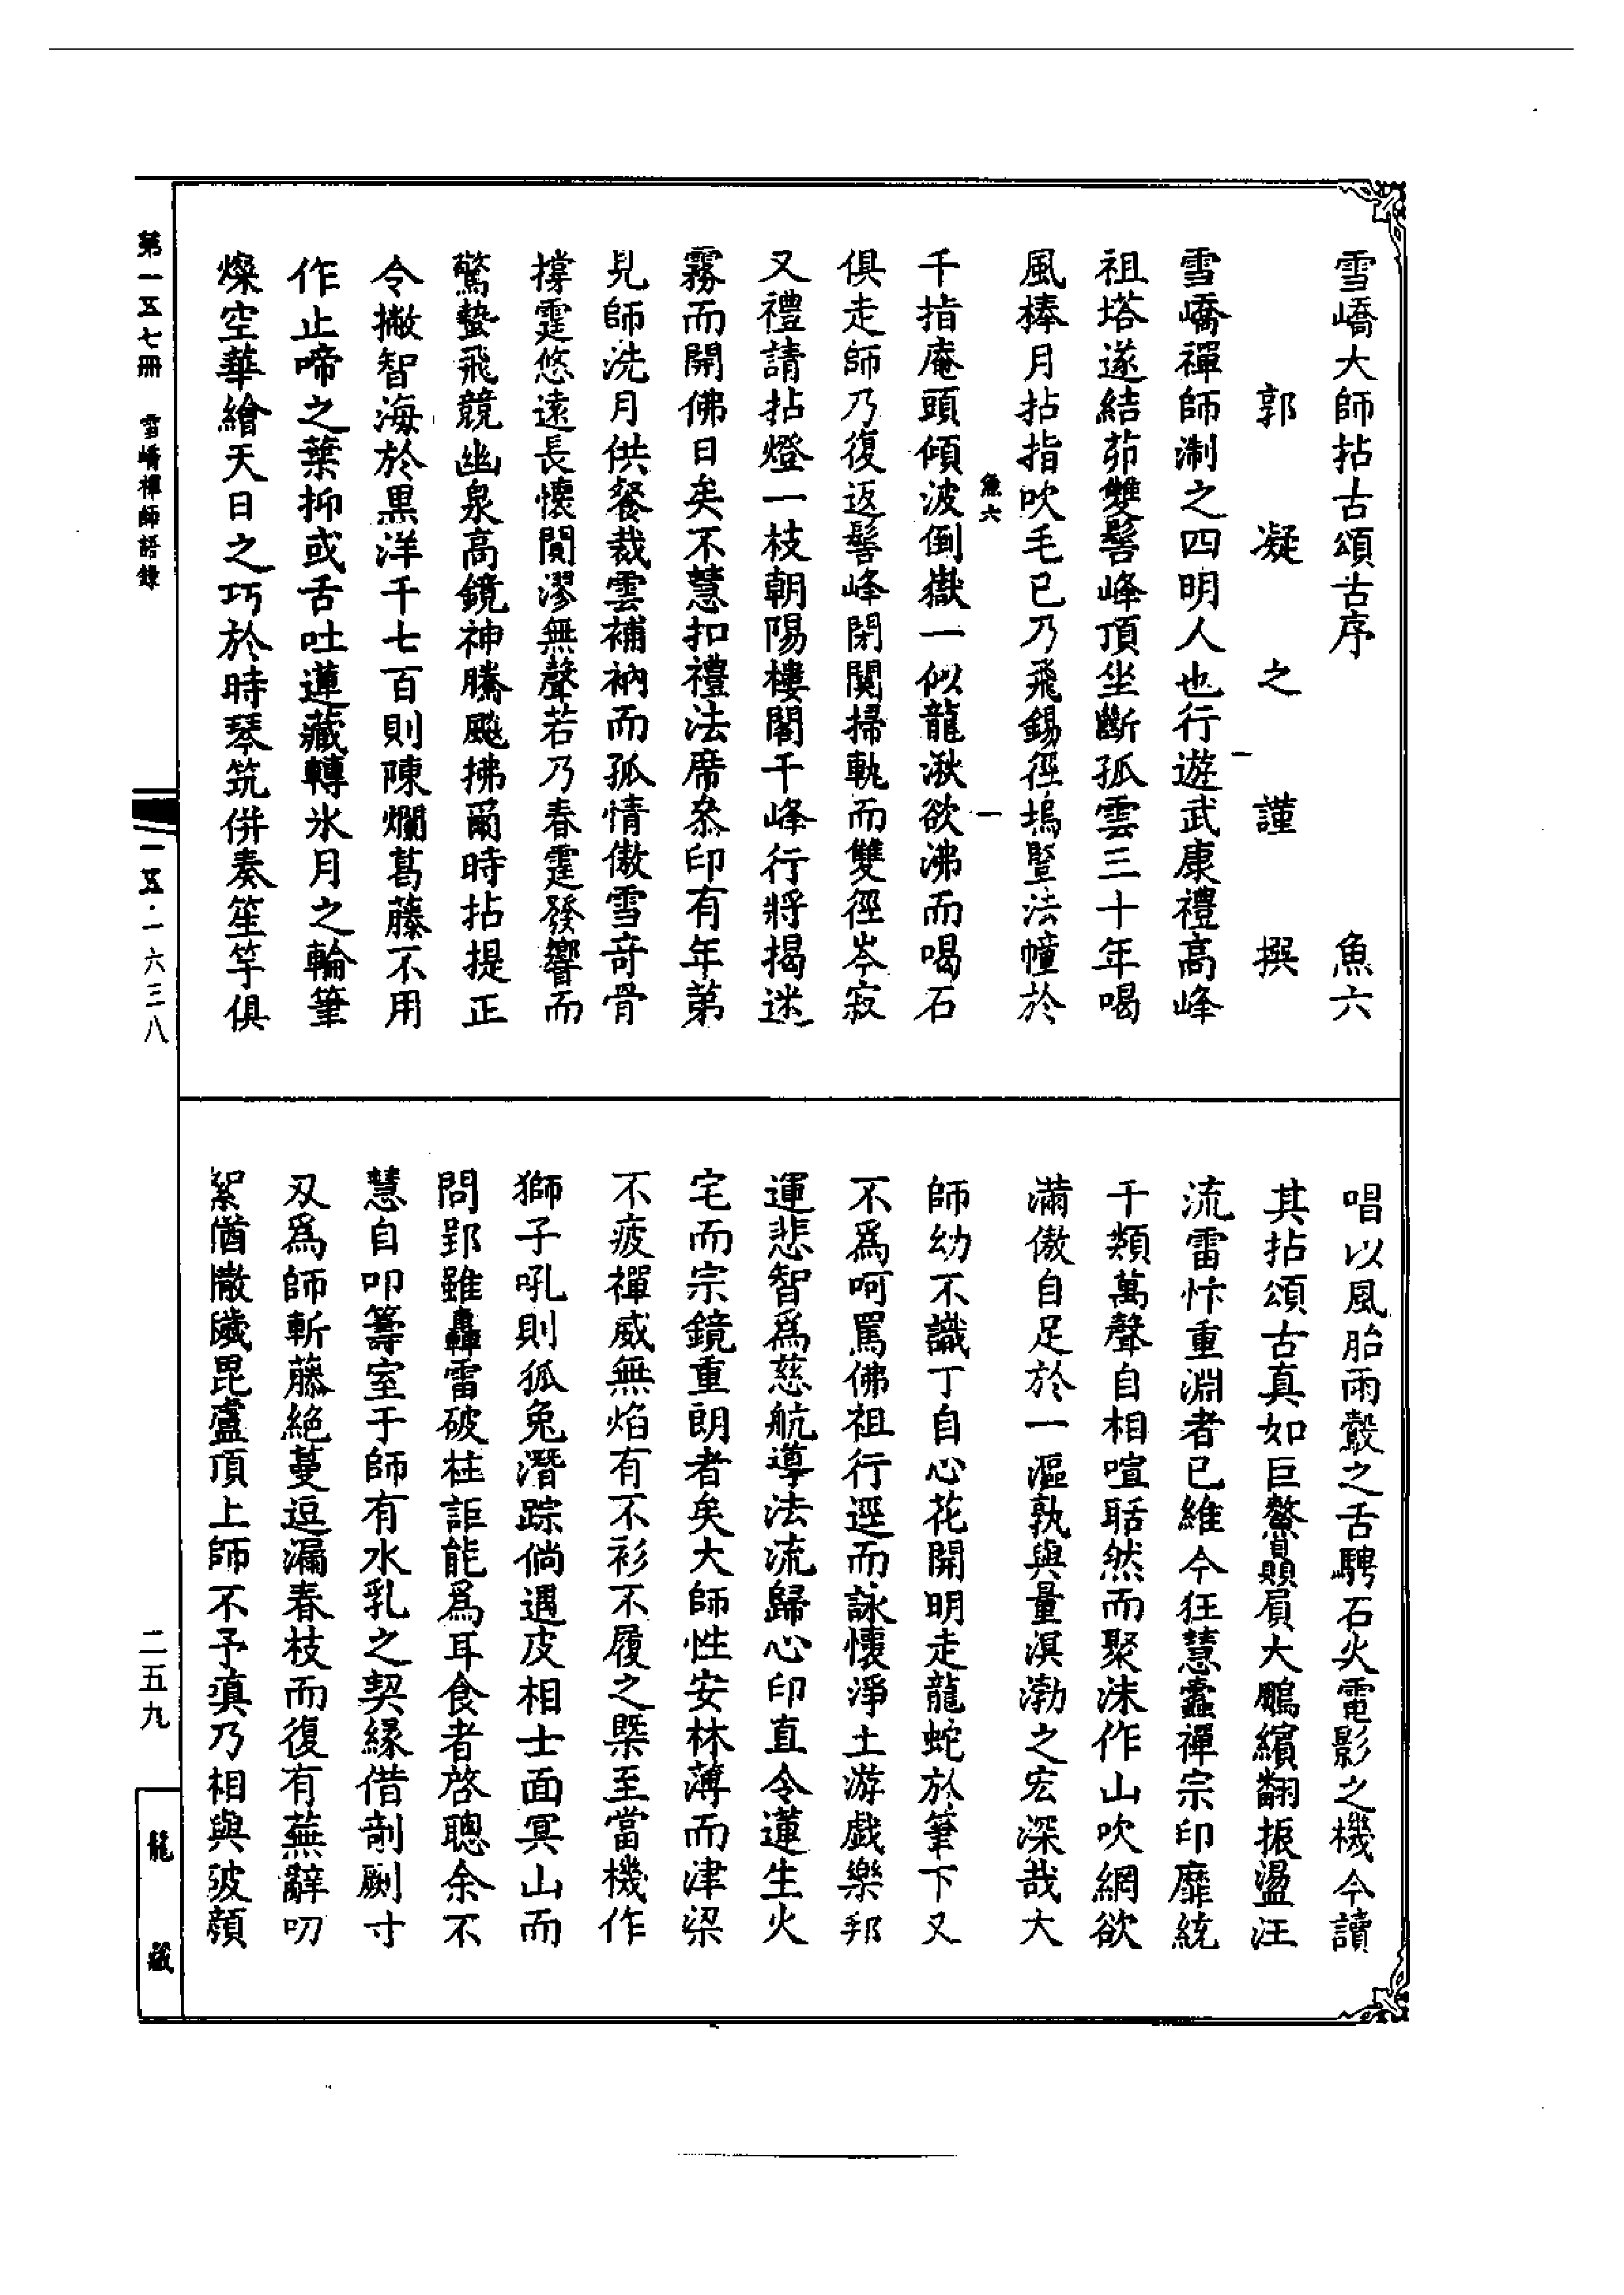 雪嶠大師拈古頌古序　魚六
郭凝之謹撰
雪嶠禪師淛之四明人也行遊武康禮高峰
祖塔遂結茆雙髻峰頂坐斷孤雲三十年喝
風棒月拈指吹毛已乃飛錫徑塢豎法幢於
魚六　一
千指庵頭傾波倒嶽一似龍湫欲沸而喝石
俱走師乃復返髻峰閉關掃軌而雙徑岑寂
又禮請拈燈一枝朝陽樓閣千峰行將揭迷
霧而開佛日矣不慧扣禮法席叅印有年第
見師洗月供餐裁雲補衲而孤情傲雪奇骨
撐霆悠遠長懷閴漻無聲若乃春霆發響而
驚蟄飛競幽泉高鏡神騰颷拂爾時拈提正
令撇智海於黑洋千七百則陳爛葛藤不用
作止啼之葉抑或舌吐蓮藏轉氷月之輪筆
燦空華繪天日之巧於時琴筑併奏笙竽俱
唱以風胎雨鷇之舌騁石火電影之機今讀
其拈頌古真如巨鰲贔屭大鵬繽翻振盪汪
流雷忭重淵者已維今狂慧蠧禪宗印靡統
千類萬聲自相喧聒然而聚沫作山吹網欲
滿傲自足於一漚孰與量溟渤之宏深哉大
師幼不識丁自心花開明走龍蛇於筆下又
不爲呵罵佛祖行逕而詠懷淨土游戲樂邦
運悲智爲慈航導法流歸心印直令蓮生火
宅而宗鏡重朗者矣大師性安林薄而津梁
不疲禪威無焰有不衫不履之槩至當機作
獅子吼則狐兔潛踪倘遇皮相士面冥山而
問郢雖轟雷破柱詎能爲耳食者啓聰余不
慧自叩籌室于師有水乳之契緣借剞劂寸
刄爲師斬藤絕蔓逗漏春枝而復有蕪辭叨
絮猶撒穢毘盧頂上師不予瘨乃相與破顏
第一五七冊　雪嶠禪師語錄
一五·一六三八
二五九
龍藏